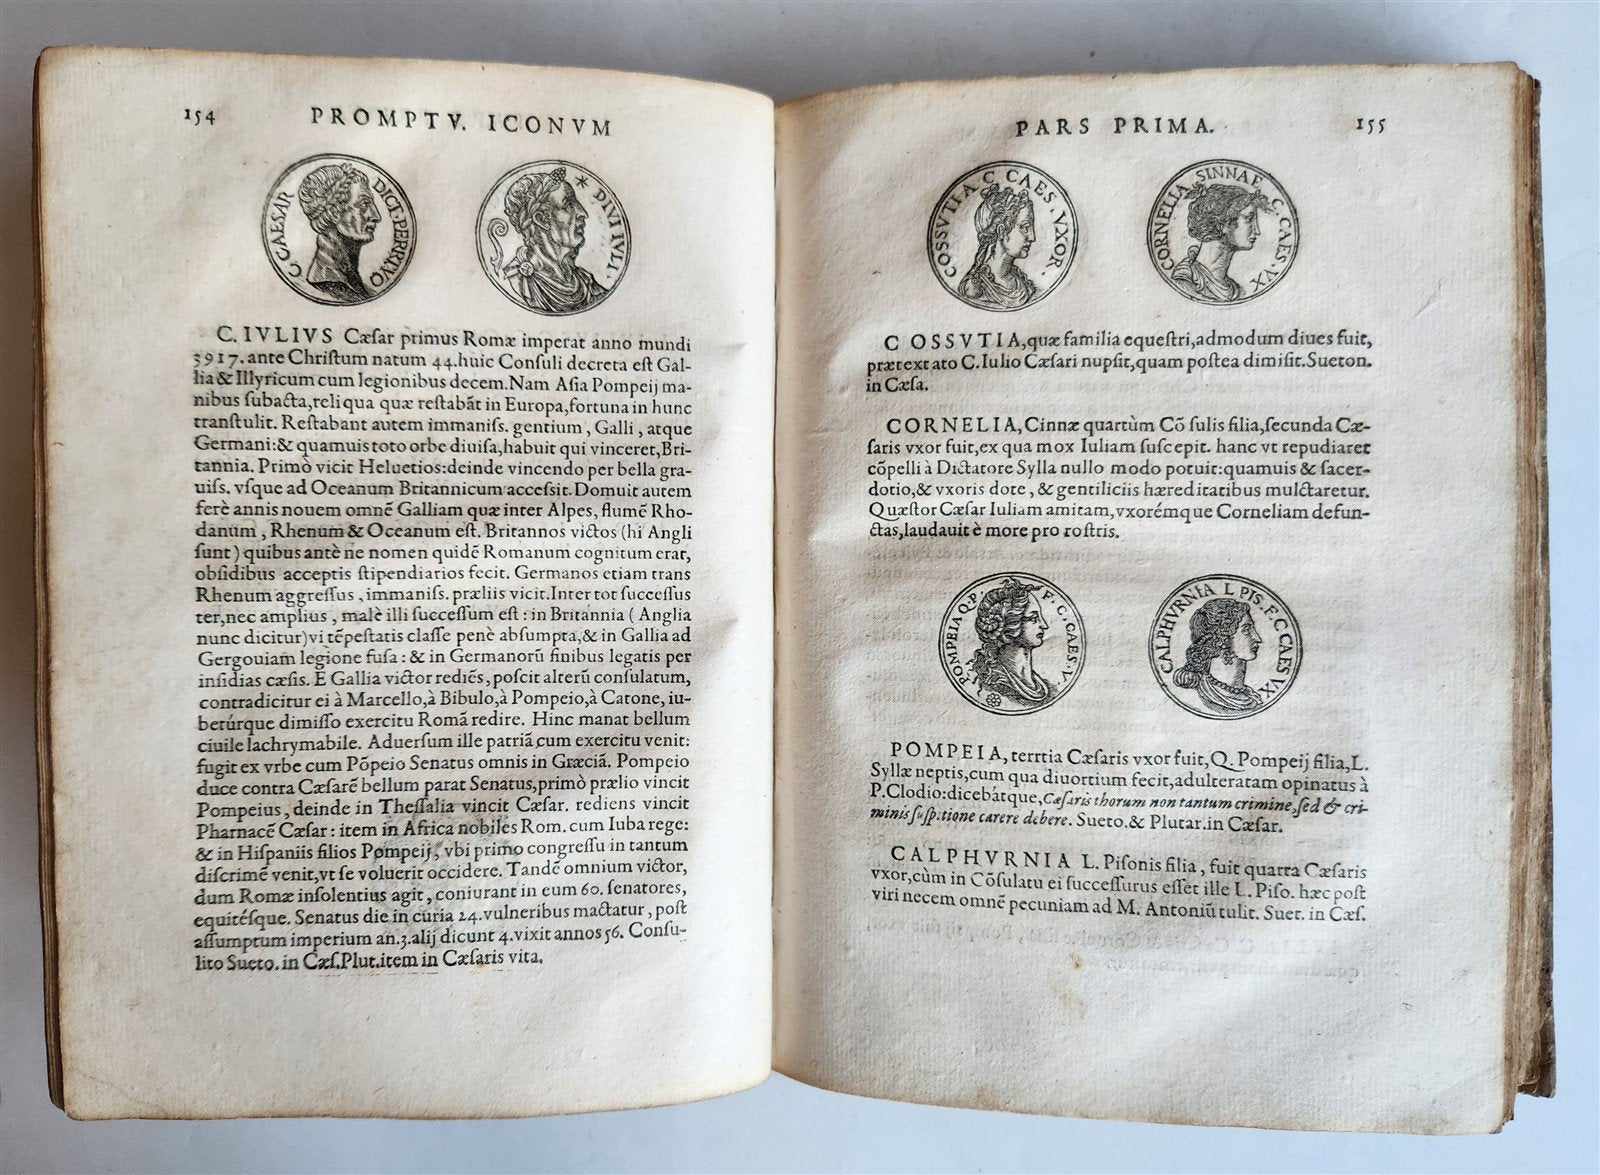 154 PROMPTV. ICONVM
C. CAESAR DICT. PERPETVO
DIVI IVLI.
C. IVLIVS Cæſar primus Romæ imperat anno mundi
3917. ante Chriſtum natum 44. huic Conſuli decreta eſt Gal-
lia & Illyricum cum legionibus decem. Nam Aſia Pompeij ma-
nibus ſubacta, reliqua quæ reſtabãt in Europa, fortuna in hunc
tranſtulit. Reſtabant autem immaniſs. gentium, Galli, atque
Germani: & quamuis toto orbe diuiſa, habuit qui vinceret, Bri-
tannia. Primò vicit Heluetios: deinde vincendo per bella gra-
uiſs. vſque ad Oceanum Britannicum acceſsit. Domuit autem
ferè annis nouem omnẽ Galliam quæ inter Alpes, flumẽ Rho-
danum, Rhenum & Oceanum eſt. Britannos victos (hi Angli
ſunt) quibus antè ne nomen quidẽ Romanum cognitum erat,
obſidibus acceptis ſtipendiarios fecit. Germanos etiam trans
Rhenum aggreſſus, immaniſs. præliis vicit. Inter tot ſucceſſus
ter, nec amplius, malè illi ſucceſſum eſt: in Britannia (Anglia
nunc dicitur) vi tẽpeſtatis claſſe penè abſumpta, & in Gallia ad
Gergouiam legione fuſa: & in Germanorũ finibus legatis per
inſidias cæſis. E Gallia victor rediẽs, poſcit alterũ conſulatum,
contradicitur ei à Marcello, à Bibulo, à Pompeio, à Catone, iu-
betúrque dimiſſo exercitu Romã redire. Hinc manat bellum
ciuile lachrymabile. Aduerſum ille patriã cum exercitu venit:
fugit ex vrbe cum Põpeio Senatus omnis in Græciã. Pompeio
duce contra Cæſarẽ bellum parat Senatus, primò prælio vincit
Pompeius, deinde in Theſſalia vincit Cæſar. rediens vincit
Pharnacẽ Cæſar: item in Africa nobiles Rom. cum Iuba rege:
& in Hiſpaniis filios Pompeij, vbi primo congreſſu in tantum
diſcrimẽ venit, vt ſe voluerit occidere. Tandẽ omnium victor,
dum Romæ inſolentius agit, coniurant in eum 60. ſenatores,
equitéſque. Senatus die in curia 24. vulneribus mactatur, poſt
aſſumptum imperium an. 3. alij dicunt 4. vixit annos 56. Conſu-
lito Sueto. in Cæſ. Plut. item in Cæſaris vita.
PARS PRIMA. 155
COSSVTIA C. CAES. VXOR.
CORNELIA SINNAE C. CAES. VX
COSSVTIA, quæ familia equeſtri, admodum diues fuit,
prætextato C. Iulio Cæſari nupſit, quam poſtea dimiſit. Sueton.
in Cæſa.
CORNELIA, Cinnæ quartùm Cõſulis filia, ſecunda Cæ-
ſaris vxor fuit, ex qua mox Iuliam ſuſcepit. hanc vt repudiaret
cõpelli à Dictatore Sylla nullo modo potuit: quamuis & ſacer-
dotio, & vxoris dote, & gentiliciis hæreditatibus mulctaretur.
Quæſtor Cæſar Iuliam amitam, vxorémque Corneliam defun-
ctas, laudauit è more pro roſtris.
POMPEIA Q. P. F. C. CAES. V.
CALPHVRNIA L. PIS. F. C CAES VX
POMPEIA, terrtia Cæſaris vxor fuit, Q. Pompeij filia, L.
Syllæ neptis, cum qua diuortium fecit, adulteratam opinatus à
P. Clodio: dicebátque, Cæſaris thorum non tantum crimine, ſed & cri-
minis ſuſpitione carere debere. Sueto. & Plutar. in Cæſar.
CALPHVRNIA L. Piſonis filia, fuit quarta Cæſaris
vxor, cùm in Cõſulatu ei ſucceſſurus eſſet ille L. Piſo. hæc poſt
viri necem omnẽ pecuniam ad M. Antoniũ tulit. Suet. in Cæſ.